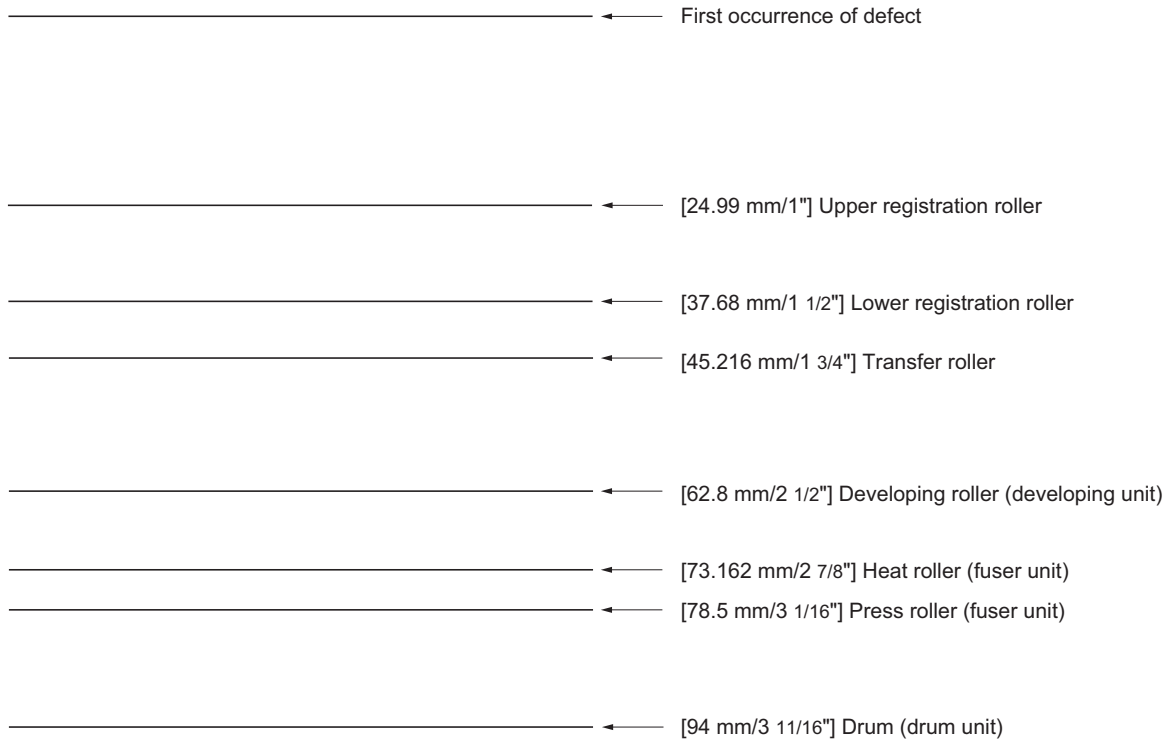 First occurrence of defect
[24.99 mm/1"] Upper registration roller
[37.68 mm/1 1/2"] Lower registration roller
[45.216 mm/1 3/4"] Transfer roller
[62.8 mm/2 1/2"] Developing roller (developing unit)
[73.162 mm/2 7/8"] Heat roller (fuser unit)
[78.5 mm/3 1/16"] Press roller (fuser unit)
[94 mm/3 11/16"] Drum (drum unit)